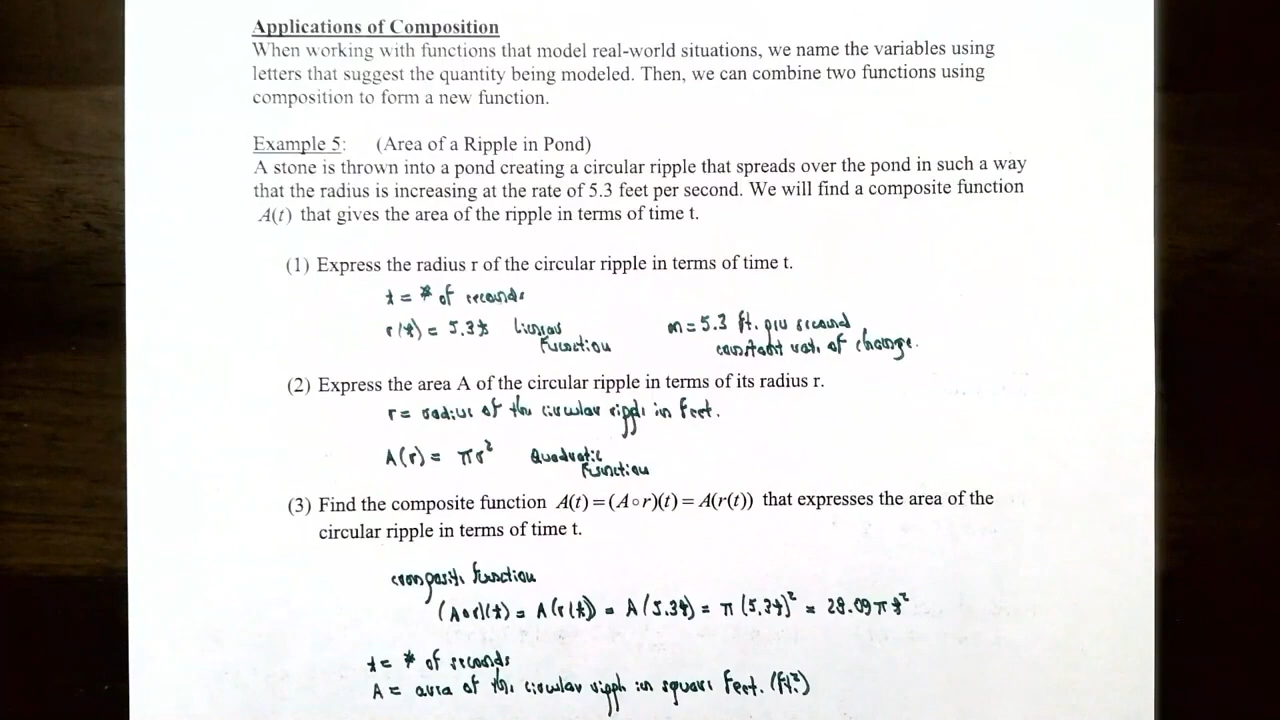 Applications of Composition
When working with functions that model real-world situations, we name the variables using
letters that suggest the quantity being modeled. Then, we can combine two functions using
composition to form a new function.
Example 5: (Area of a Ripple in Pond)
A stone is thrown into a pond creating a circular ripple that spreads over the pond in such a way
that the radius is increasing at the rate of 5.3 feet per second. We will find a composite function
A(t) that gives the area of the ripple in terms of time t.
(1) Express the radius r of the circular ripple in terms of time t.
t = # of seconds
r(t) = 5.3t Linear Function m = 5.3 ft. per second
constant rate of change.
(2) Express the area A of the circular ripple in terms of its radius r.
r = radius of the circular ripple in feet.
A(r) = πr² Quadratic Function
(3) Find the composite function A(t)=(A∘r)(t)=A(r(t)) that expresses the area of the
circular ripple in terms of time t.
composite function
(A∘r)(t) = A(r(t)) = A(5.3t) = π(5.3t)² = 28.09πt²
t = # of seconds
A = area of the circular ripple in square feet. (ft.²)